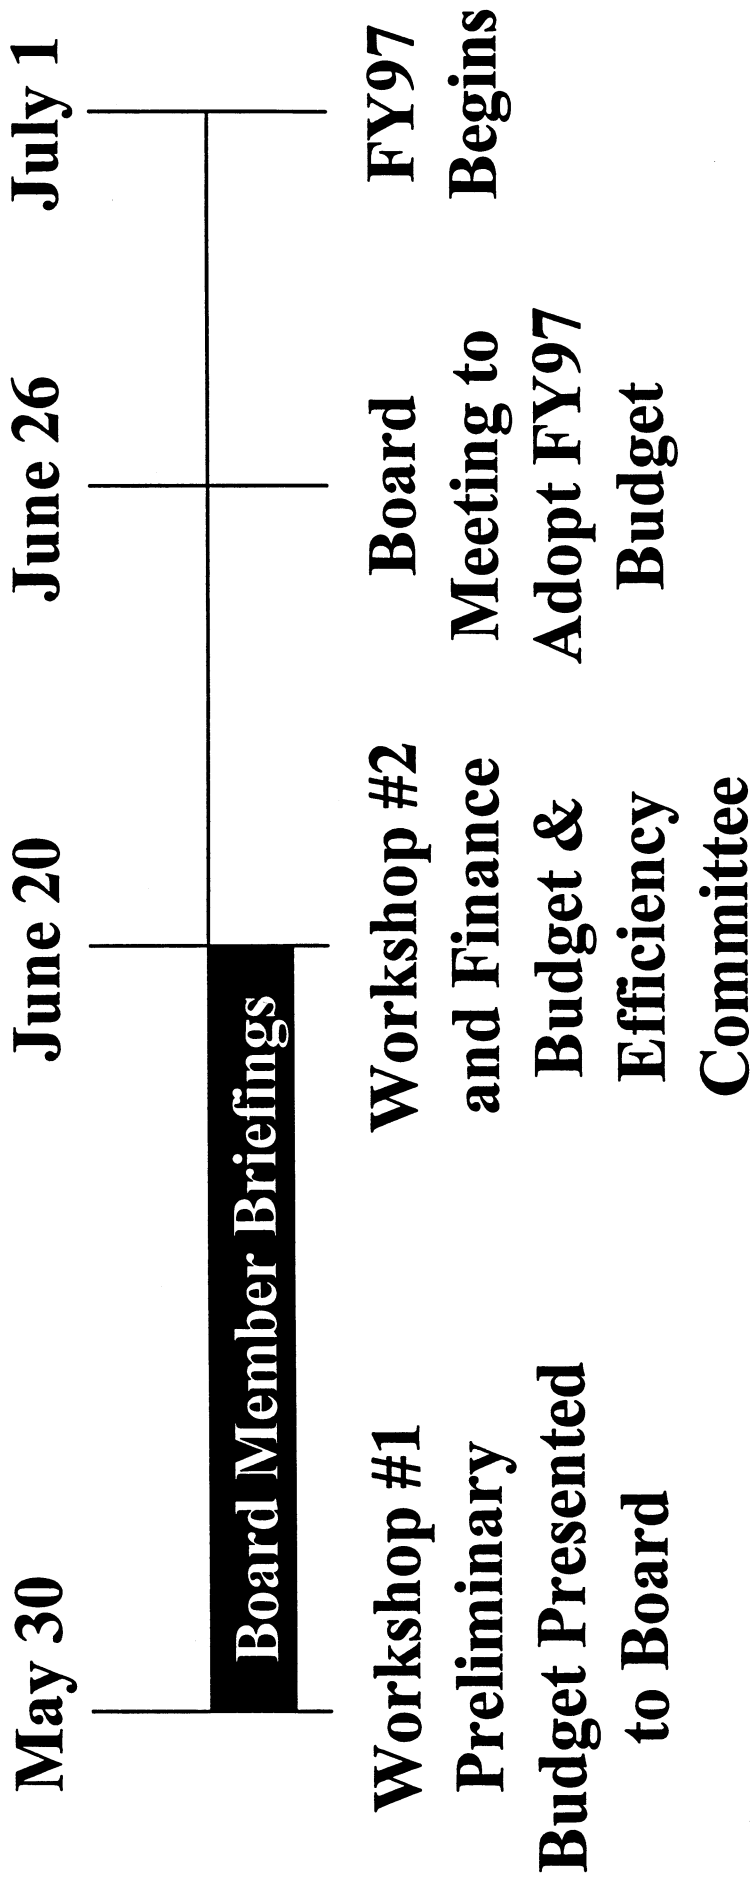 May 30
June 20
June 26
July 1
Board Member Briefings
Workshop #1
Preliminary
Budget Presented
to Board
Workshop #2
and Finance
Budget &
Efficiency
Committee
Board
Meeting to
Adopt FY97
Budget
FY97
Begins